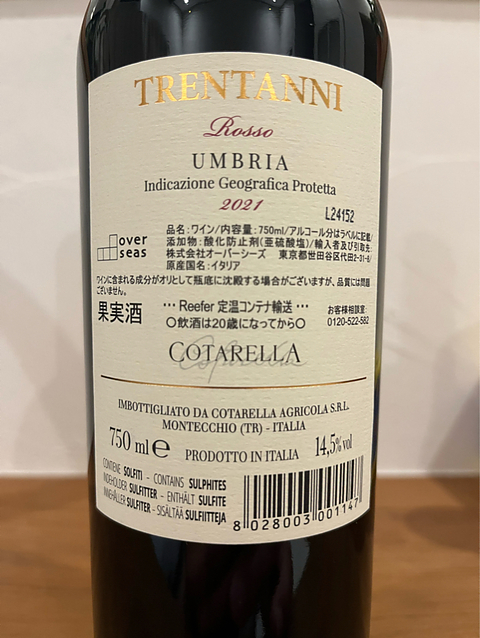 TRENTANNI
Rosso
UMBRIA
Indicazione Geografica Protetta
2021
L24152
over
seas
品名:ワイン/内容量:750ml/アルコール分はラベルに記載/
添加物:酸化防止剤(亜硫酸塩)/輸入者及び引取先:
株式会社オーバーシーズ 東京都世田谷区代田2-31-8/
原産国名:イタリア
ワインに含まれる成分がオリとして瓶底に沈殿する場合がございますが、品質には問題
ございません。
果実酒
… Reefer 定温コンテナ輸送 …
○飲酒は20歳になってから○
お客様相談室:
0120-522-582
COTARELLA
IMBOTTIGLIATO DA COTARELLA AGRICOLA S.R.L.
MONTECCHIO (TR) - ITALIA
750 ml e
PRODOTTO IN ITALIA
14,5% vol
CONTIENE SOLFITI - CONTAINS SULPHITES
INDEHOLDER SULFITTER - ENTHÄLT SULFITE
INNEHÅLLER SULFITER - SISÄLTÄÄ SULFIITTEJA
8 028003 001147